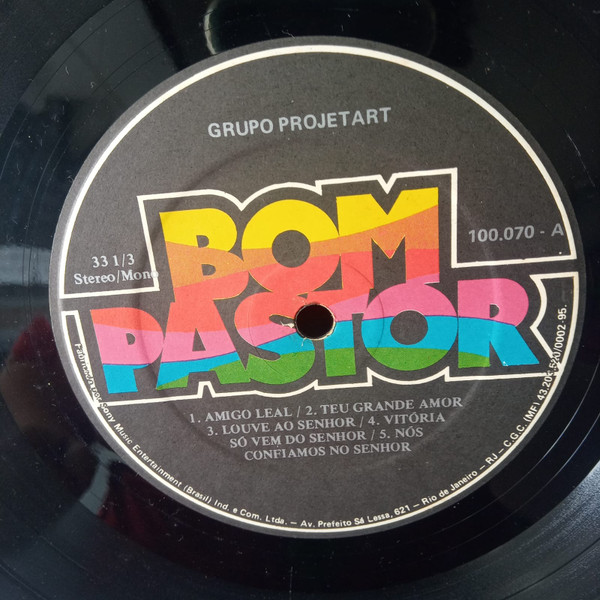 GRUPO PROJETART
BOM
PASTOR
33 1/3
Stereo/Mono
100.070 - A
1. AMIGO LEAL / 2. TEU GRANDE AMOR
3. LOUVE AO SENHOR / 4. VITÓRIA
SÓ VEM DO SENHOR / 5. NÓS
CONFIAMOS NO SENHOR
Sony Music Entertainment (Brasil) Ind. e Com. Ltda. — Av. Prefeito Sá Lessa, 621 — Rio de Janeiro — RJ — C.G.C. (MF)